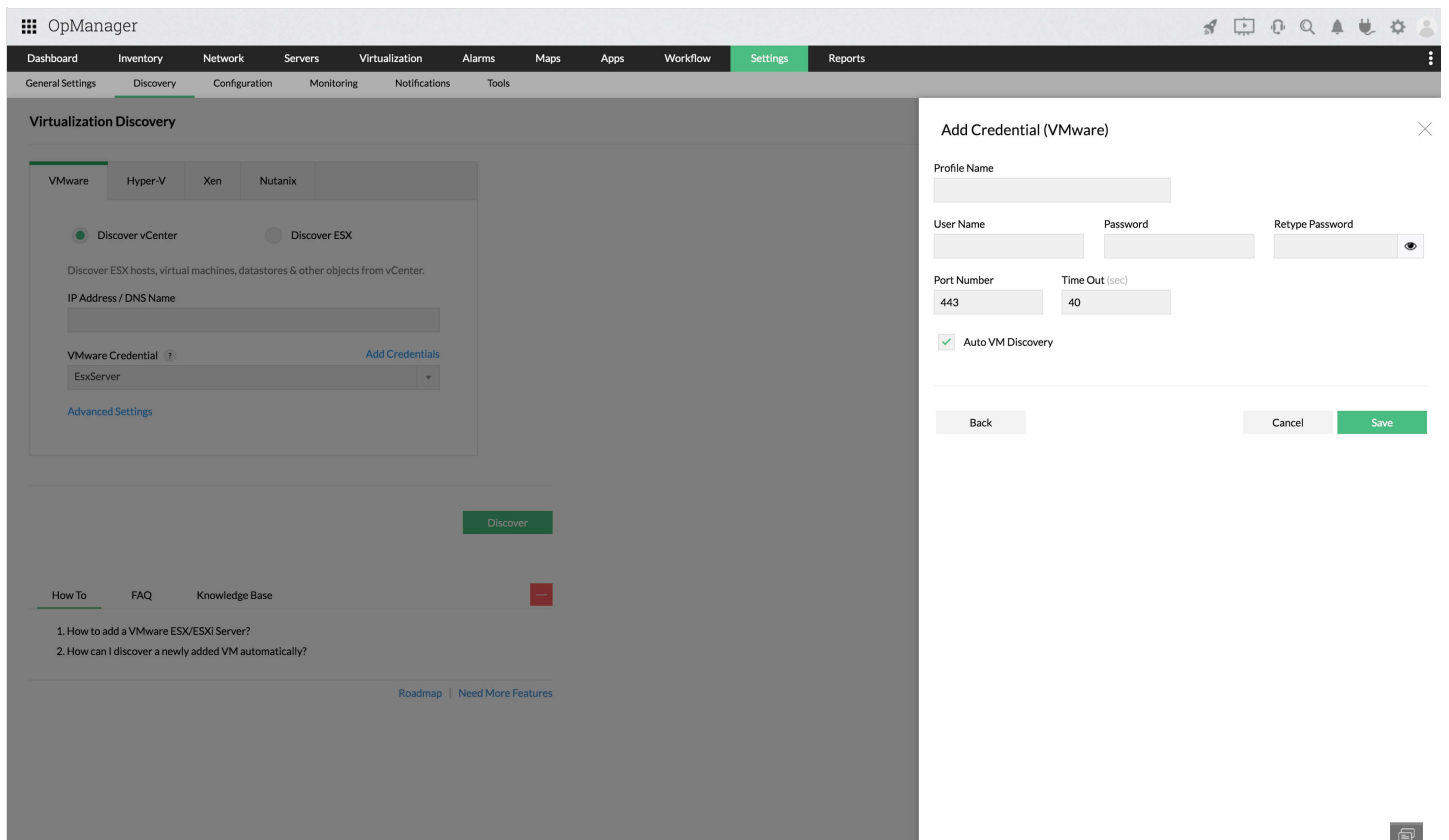 OpManager
Dashboard Inventory Network Servers Virtualization Alarms Maps Apps Workflow Settings Reports
General Settings Discovery Configuration Monitoring Notifications Tools
Virtualization Discovery
VMware Hyper-V Xen Nutanix
Discover vCenter Discover ESX
Discover ESX hosts, virtual machines, datastores & other objects from vCenter.
IP Address / DNS Name
VMware Credential ? Add Credentials
EsxServer
Advanced Settings
Discover
How To FAQ Knowledge Base
1. How to add a VMware ESX/ESXi Server?
2. How can I discover a newly added VM automatically?
Roadmap | Need More Features
Add Credential (VMware)
Profile Name
User Name Password Retype Password
Port Number Time Out (sec)
443 40
Auto VM Discovery
Back Cancel Save